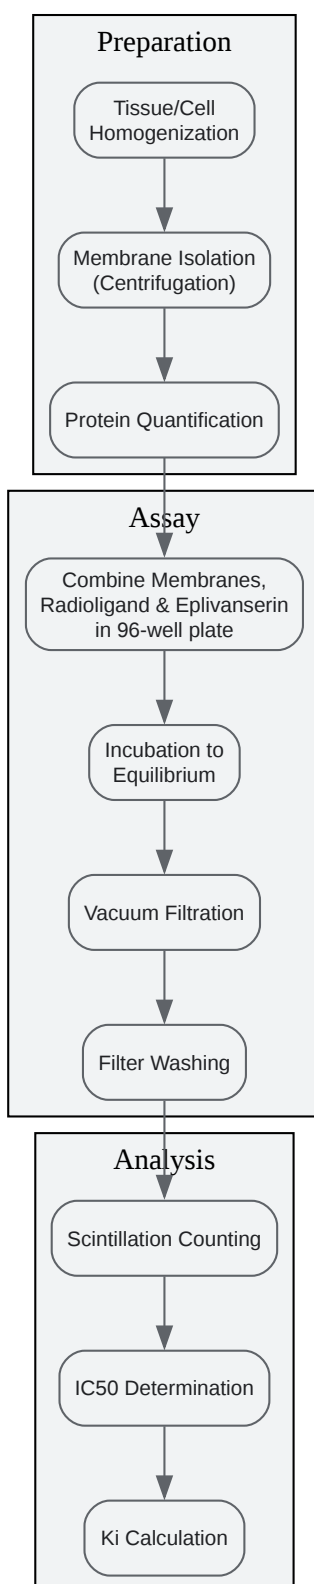 Preparation
Tissue/Cell
Homogenization
Membrane Isolation
(Centrifugation)
Protein Quantification
Assay
Combine Membranes,
Radioligand & Eplivanserin
in 96-well plate
Incubation to
Equilibrium
Vacuum Filtration
Filter Washing
Analysis
Scintillation Counting
IC50 Determination
Ki Calculation